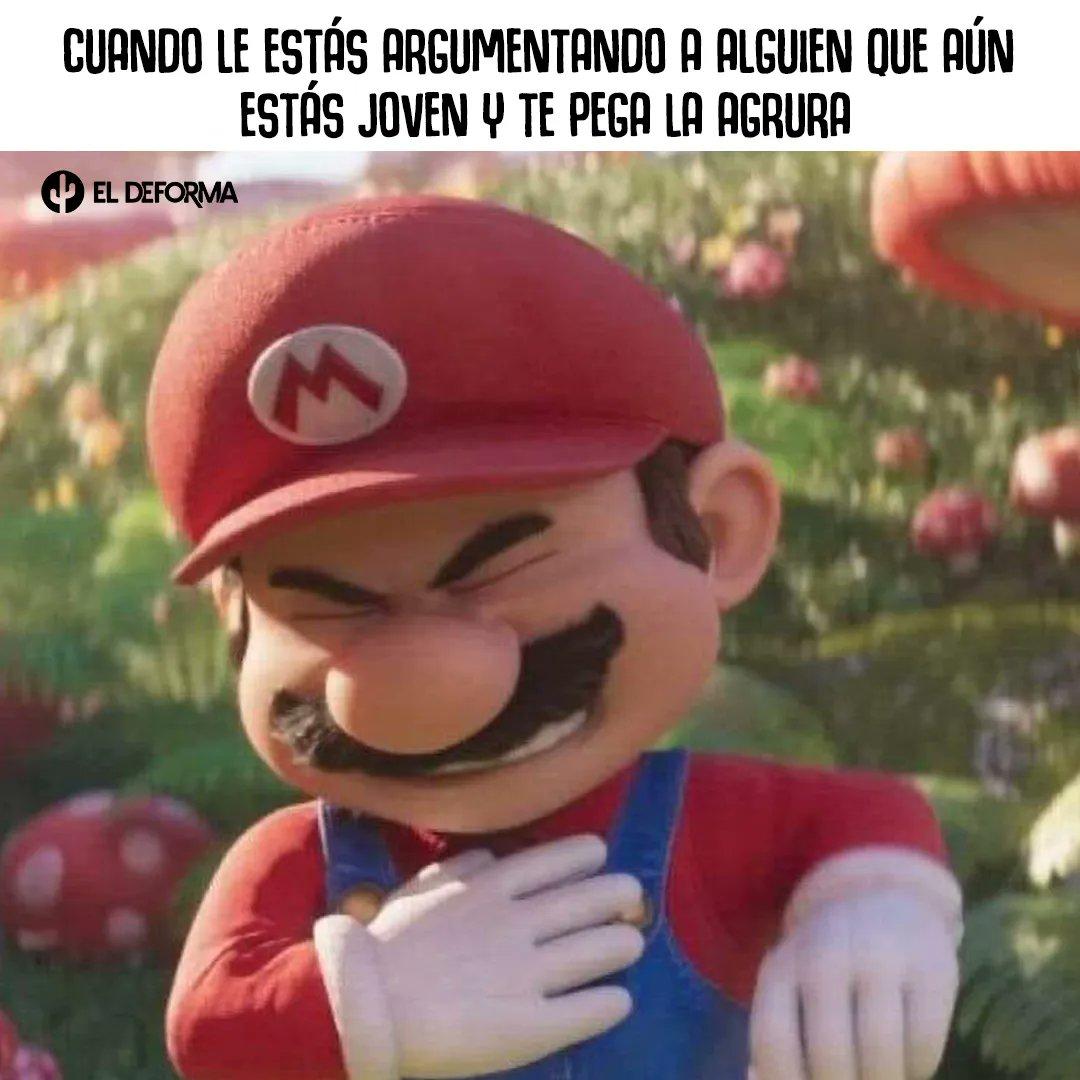 CUANDO LE ESTÁS ARGUMENTANDO A ALGUIEN QUE AÚN
ESTÁS JOVEN Y TE PEGA LA AGRURA
EL DEFORMA
M